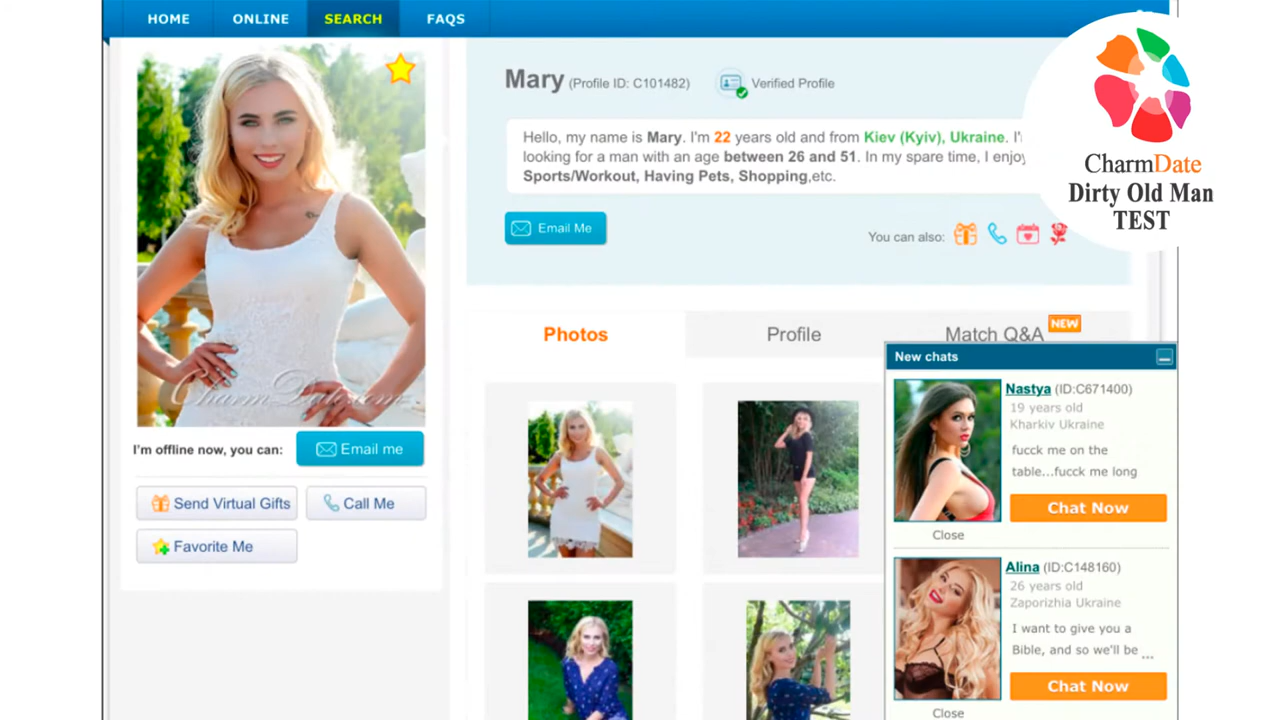 HOME ONLINE SEARCH FAQS
Mary (Profile ID: C101482) Verified Profile
Hello, my name is Mary. I'm 22 years old and from Kiev (Kyiv), Ukraine. I'
looking for a man with an age between 26 and 51. In my spare time, I enjoy
Sports/Workout, Having Pets, Shopping,etc.
Email Me
You can also:
CharmDate
Dirty Old Man
TEST
CharmDate.com
I'm offline now, you can: Email me
Send Virtual Gifts Call Me
Favorite Me
Photos Profile Match Q&A NEW
New chats
Nastya (ID:C671400)
19 years old
Kharkiv Ukraine
fucck me on the
table...fucck me long
Chat Now
Close
Alina (ID:C148160)
26 years old
Zaporizhia Ukraine
I want to give you a
Bible, and so we'll be ...
Chat Now
Close